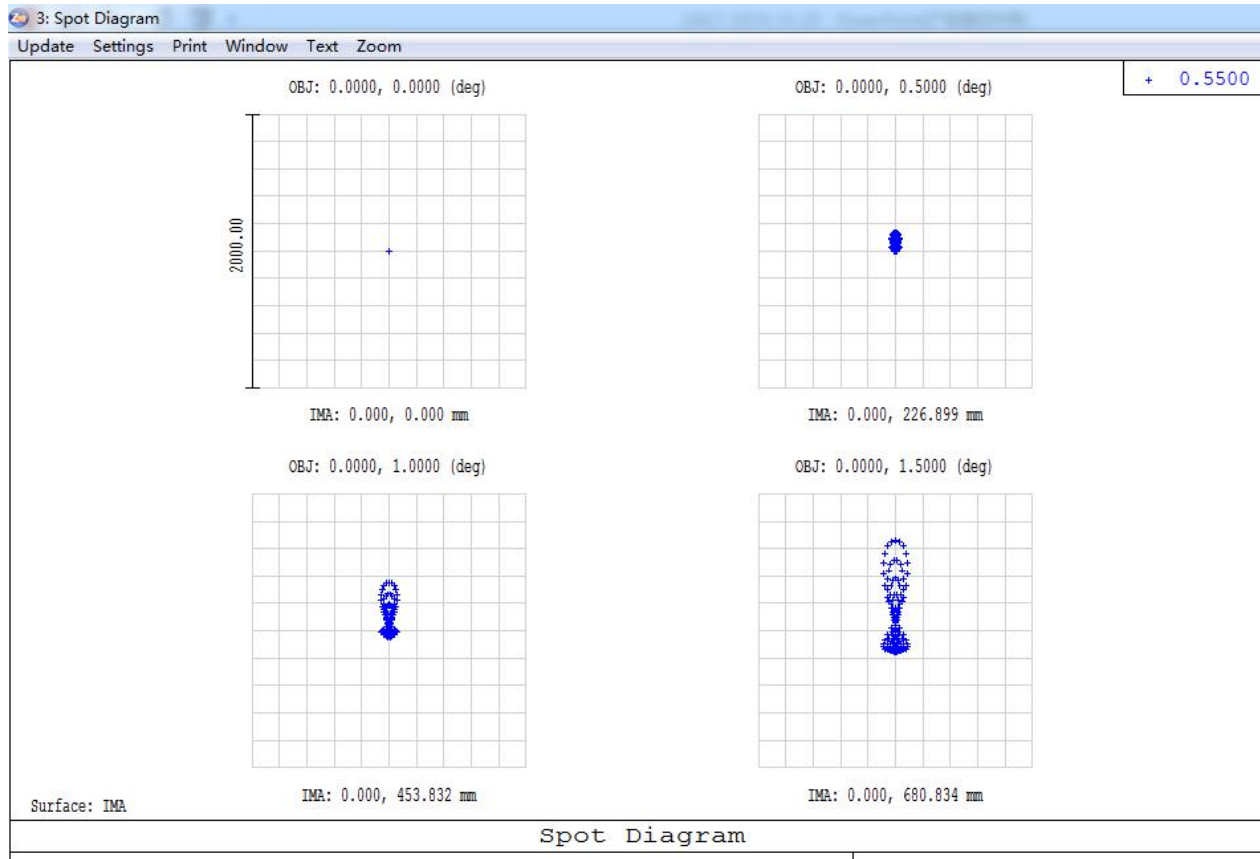 3: Spot Diagram
Update Settings Print Window Text Zoom
+ 0.5500
OBJ: 0.0000, 0.0000 (deg)
OBJ: 0.0000, 0.5000 (deg)
2000.00
IMA: 0.000, 0.000 mm
IMA: 0.000, 226.899 mm
OBJ: 0.0000, 1.0000 (deg)
OBJ: 0.0000, 1.5000 (deg)
IMA: 0.000, 453.832 mm
IMA: 0.000, 680.834 mm
Surface: IMA
Spot Diagram